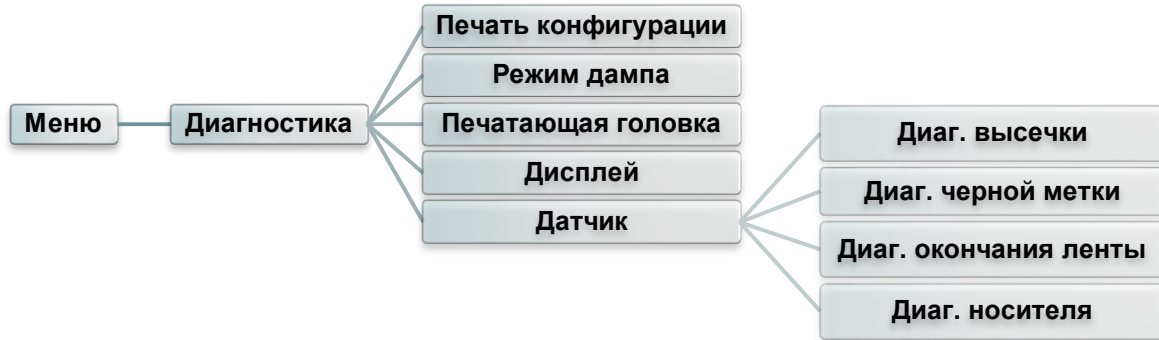 Меню
Диагностика
Печать конфигурации
Режим дампа
Печатающая головка
Дисплей
Датчик
Диаг. высечки
Диаг. черной метки
Диаг. окончания ленты
Диаг. носителя